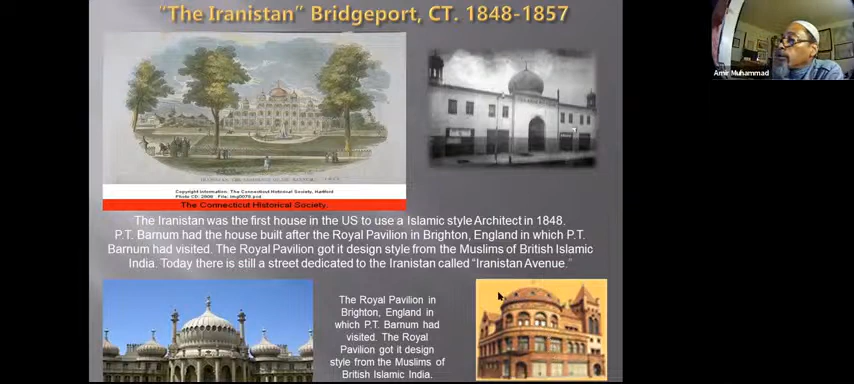 "The Iranistan" Bridgeport, CT. 1848-1857
Amir Muhammad
Copyright information: The Connecticut Historical Society, Hartford
The Connecticut Historical Society.
The Iranistan was the first house in the US to use a Islamic style Architect in 1848.
P.T. Barnum had the house built after the Royal Pavilion in Brighton, England in which P.T.
Barnum had visited. The Royal Pavilion got it design style from the Muslims of British Islamic
India. Today there is still a street dedicated to the Iranistan called "Iranistan Avenue."
The Royal Pavilion in
Brighton, England in
which P.T. Barnum had
visited. The Royal
Pavilion got it design
style from the Muslims of
British Islamic India.